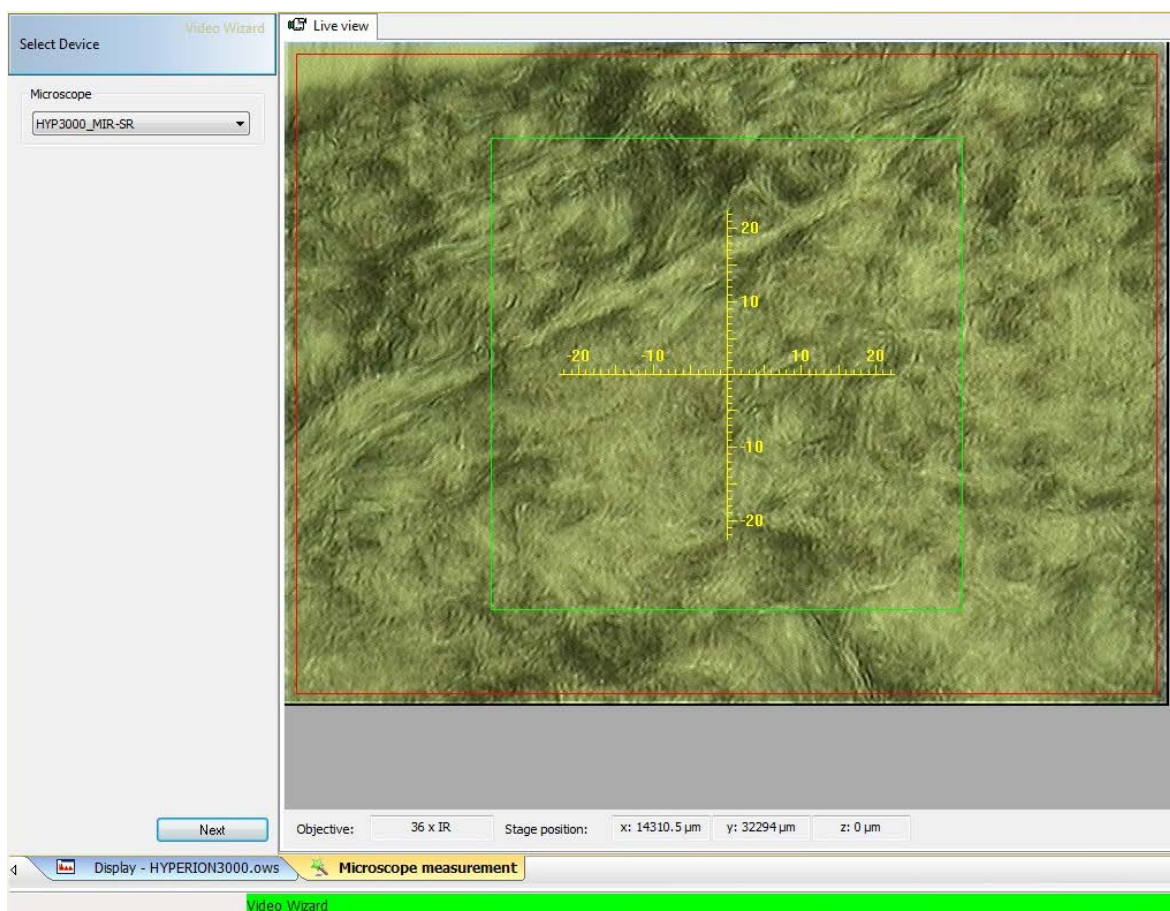 Video Wizard
Select Device
Microscope
HYP3000_MIR-SR
Next
Live view
20
10
-20 -10 10 20
-10
-20
Objective: 36 x IR Stage position: x: 14310.5 µm y: 32294 µm z: 0 µm
Display - HYPERION3000.ows Microscope measurement
Video Wizard